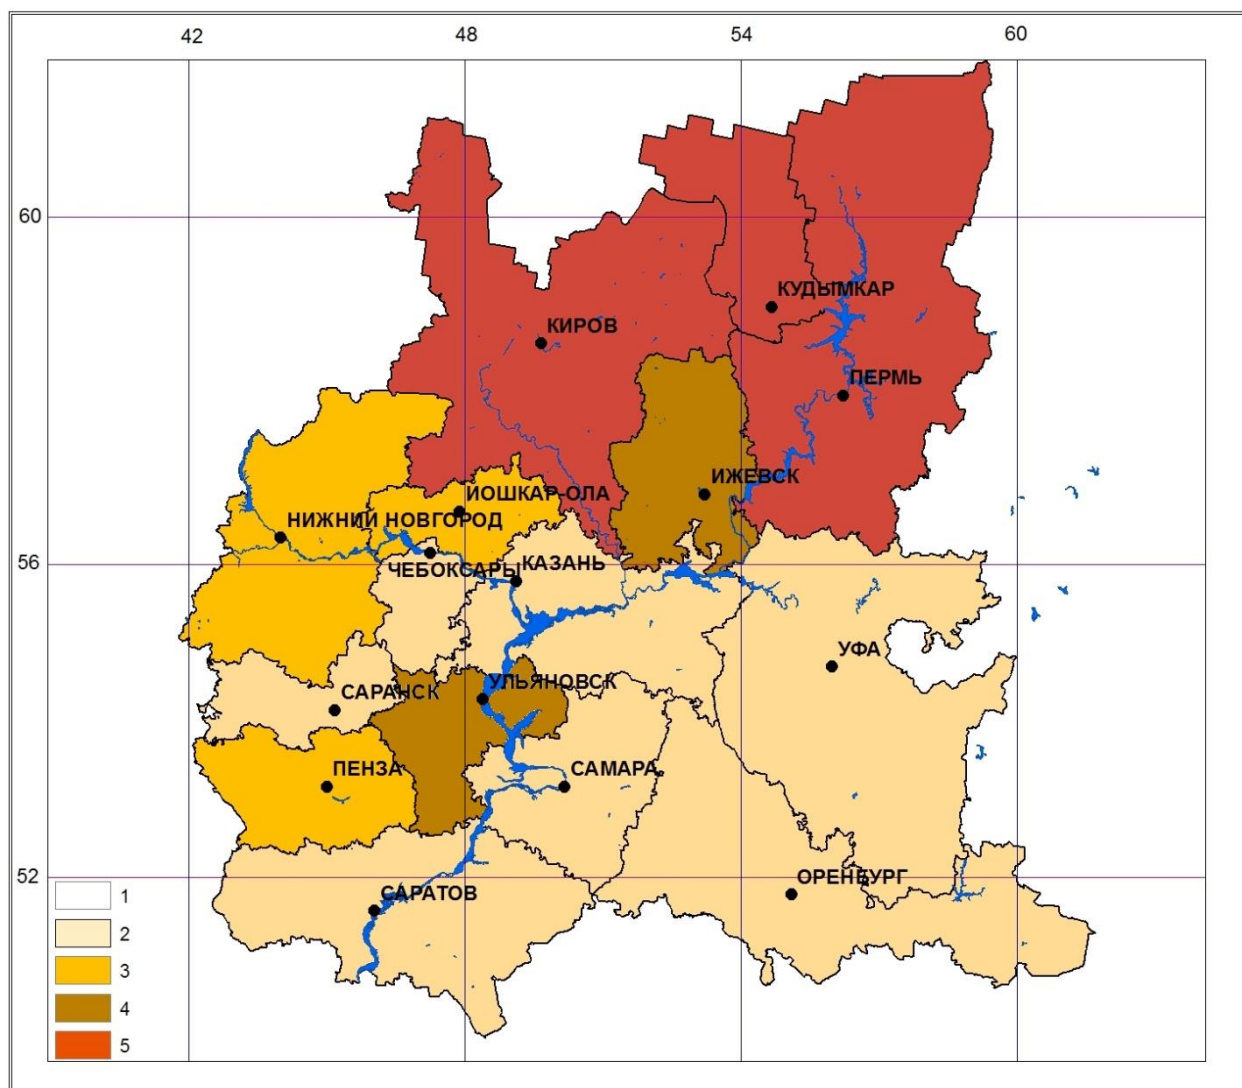 42 48 54 60
60
КУДЫМКАР
КИРОВ
ПЕРМЬ
ИЖЕВСК
ЙОШКАР-ОЛА
НИЖНИЙ НОВГОРОД
56
ЧЕБОКСАРЫ
КАЗАНЬ
УФА
УЛЬЯНОВСК
САРАНСК
ПЕНЗА
САМАРА
52
ОРЕНБУРГ
САРАТОВ
1
2
3
4
5